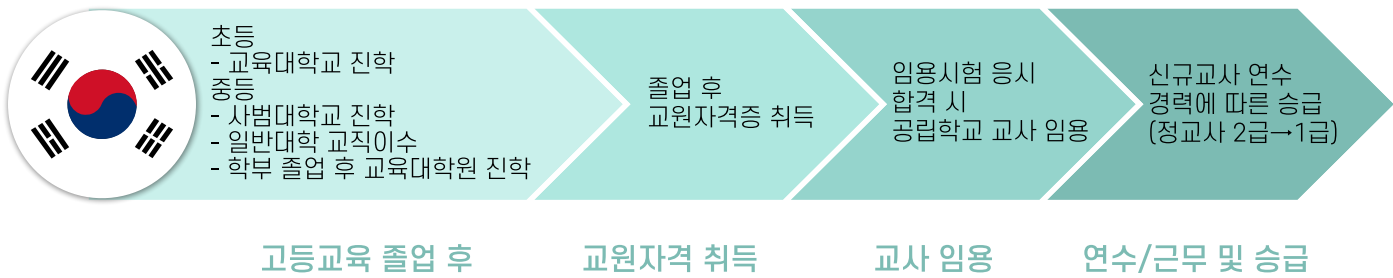 초등
- 교육대학교 진학
중등
- 사범대학교 진학
- 일반대학 교직이수
- 학부 졸업 후 교육대학원 진학
졸업 후
교원자격증 취득
임용시험 응시
합격 시
공립학교 교사 임용
신규교사 연수
경력에 따른 승급
(정교사 2급→1급)
고등교육 졸업 후
교원자격 취득
교사 임용
연수/근무 및 승급